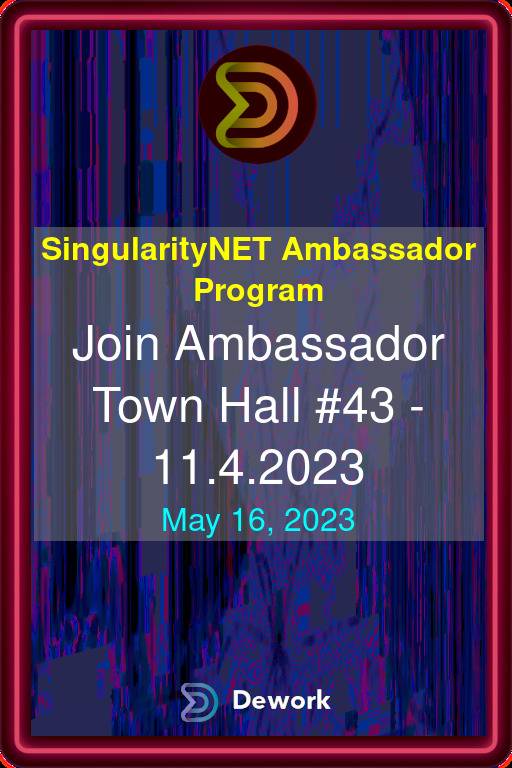 SingularityNET Ambassador
Program
Join Ambassador
Town Hall #43 -
11.4.2023
May 16, 2023
Dework